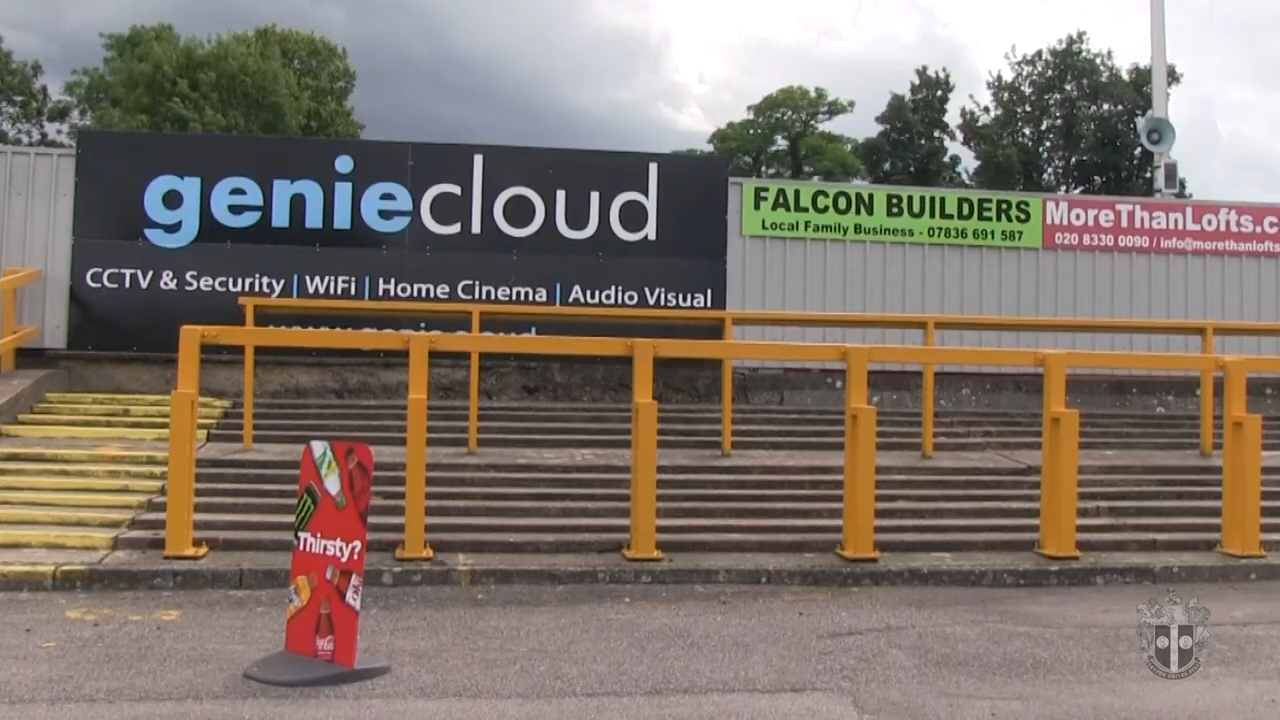 geniecloud
CCTV & Security | WiFi | Home Cinema | Audio Visual
FALCON BUILDERS
Local Family Business - 07836 691 587
MoreThanLofts.c
020 8330 0090 / info@morethanlofts
Thirsty?